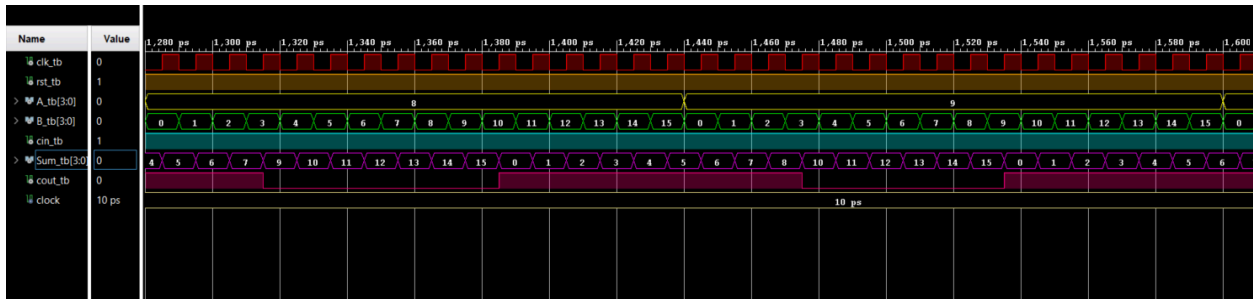 Name Value 1,280 ps 1,300 ps 1,320 ps 1,340 ps 1,360 ps 1,380 ps 1,400 ps 1,420 ps 1,440 ps 1,460 ps 1,480 ps 1,500 ps 1,520 ps 1,540 ps 1,560 ps 1,580 ps 1,600
clk_tb 0
rst_tb 1
A_tb[3:0] 0 8 9
B_tb[3:0] 0 0 1 2 3 4 5 6 7 8 9 10 11 12 13 14 15 0 1 2 3 4 5 6 7 8 9 10 11 12 13 14 15 0
cin_tb 1
Sum_tb[3:0] 0 4 5 6 7 9 10 11 12 13 14 15 0 1 2 3 4 5 6 7 8 10 11 12 13 14 15 0 1 2 3 4 5 6
cout_tb 0
clock 10 ps 10 ps